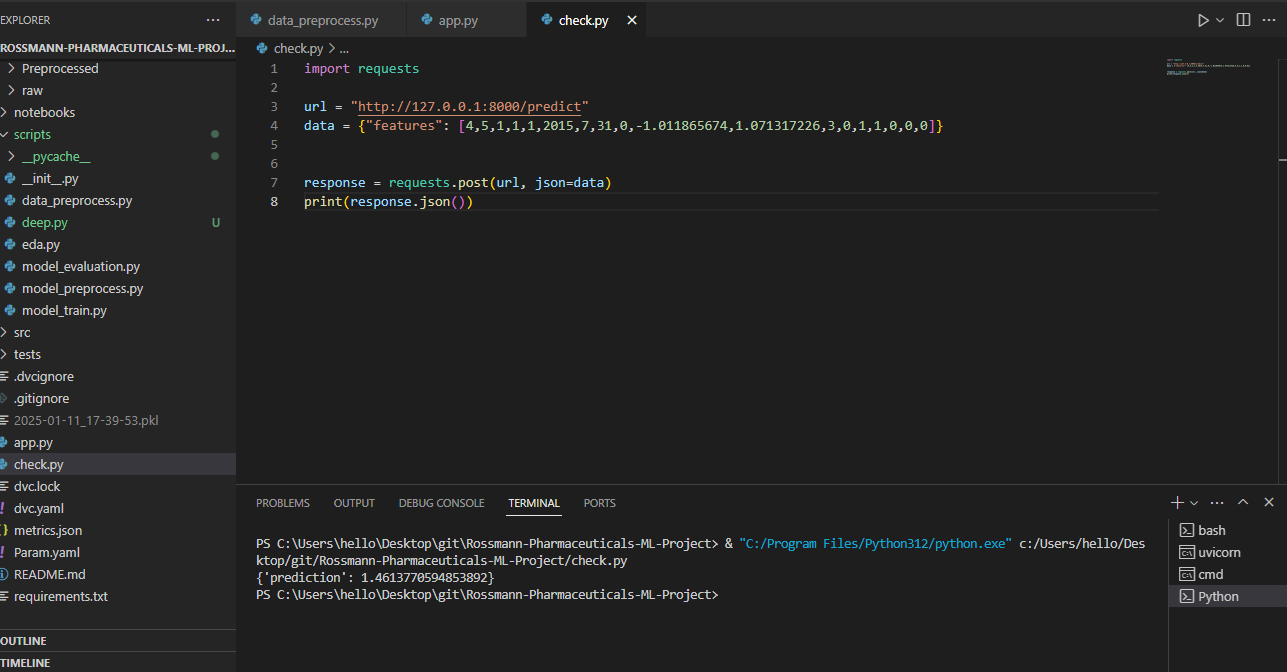 EXPLORER
ROSSMANN-PHARMACEUTICALS-ML-PROJ...
Preprocessed
raw
notebooks
scripts
__pycache__
__init__.py
data_preprocess.py
deep.py U
eda.py
model_evaluation.py
model_preprocess.py
model_train.py
src
tests
.dvcignore
.gitignore
2025-01-11_17-39-53.pkl
app.py
check.py
dvc.lock
dvc.yaml
metrics.json
Param.yaml
README.md
requirements.txt
OUTLINE
TIMELINE
data_preprocess.py app.py check.py
check.py > ...
1 import requests
2
3 url = "http://127.0.0.1:8000/predict"
4 data = {"features": [4,5,1,1,1,2015,7,31,0,-1.011865674,1.071317226,3,0,1,1,0,0,0]}
5
6
7 response = requests.post(url, json=data)
8 print(response.json())
PROBLEMS OUTPUT DEBUG CONSOLE TERMINAL PORTS
PS C:\Users\hello\Desktop\git\Rossmann-Pharmaceuticals-ML-Project> & "C:/Program Files/Python312/python.exe" c:/Users/hello/Des
ktop/git/Rossmann-Pharmaceuticals-ML-Project/check.py
{'prediction': 1.4613770594853892}
PS C:\Users\hello\Desktop\git\Rossmann-Pharmaceuticals-ML-Project>
bash
uvicorn
cmd
Python